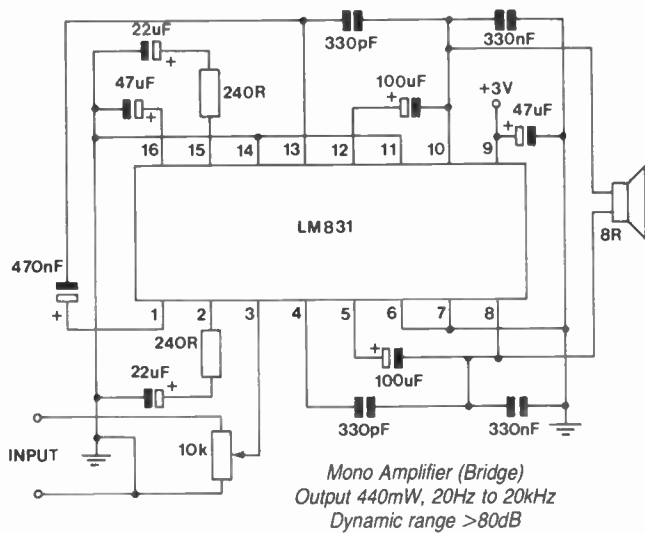 22uF
330pF
330nF
240R
47uF
100uF
+3V
47uF
16 15 14 13 12 11 10 9
LM831
8R
470nF
1 2 3 4 5 6 7 8
240R
22uF
100uF
330pF
330nF
INPUT
10k
Mono Amplifier (Bridge)
Output 440mW, 20Hz to 20kHz
Dynamic range >80dB
+
+
+
+
+
+
+